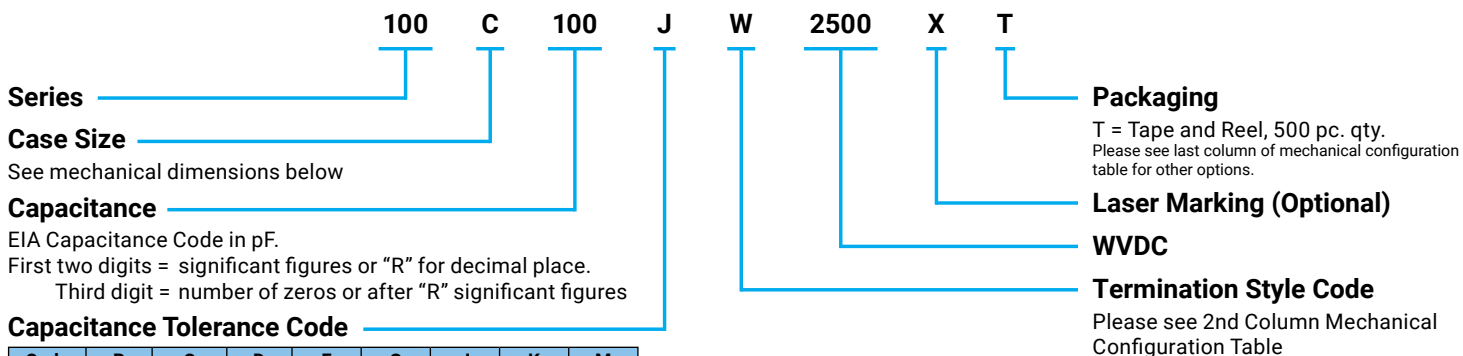 100 C 100 J W 2500 X T
Series
Case Size
See mechanical dimensions below
Capacitance
EIA Capacitance Code in pF.
First two digits = significant figures or “R” for decimal place.
Third digit = number of zeros or after “R” significant figures
Capacitance Tolerance Code
Packaging
T = Tape and Reel, 500 pc. qty.
Please see last column of mechanical configuration
table for other options.
Laser Marking (Optional)
WVDC
Termination Style Code
Please see 2nd Column Mechanical
Configuration Table